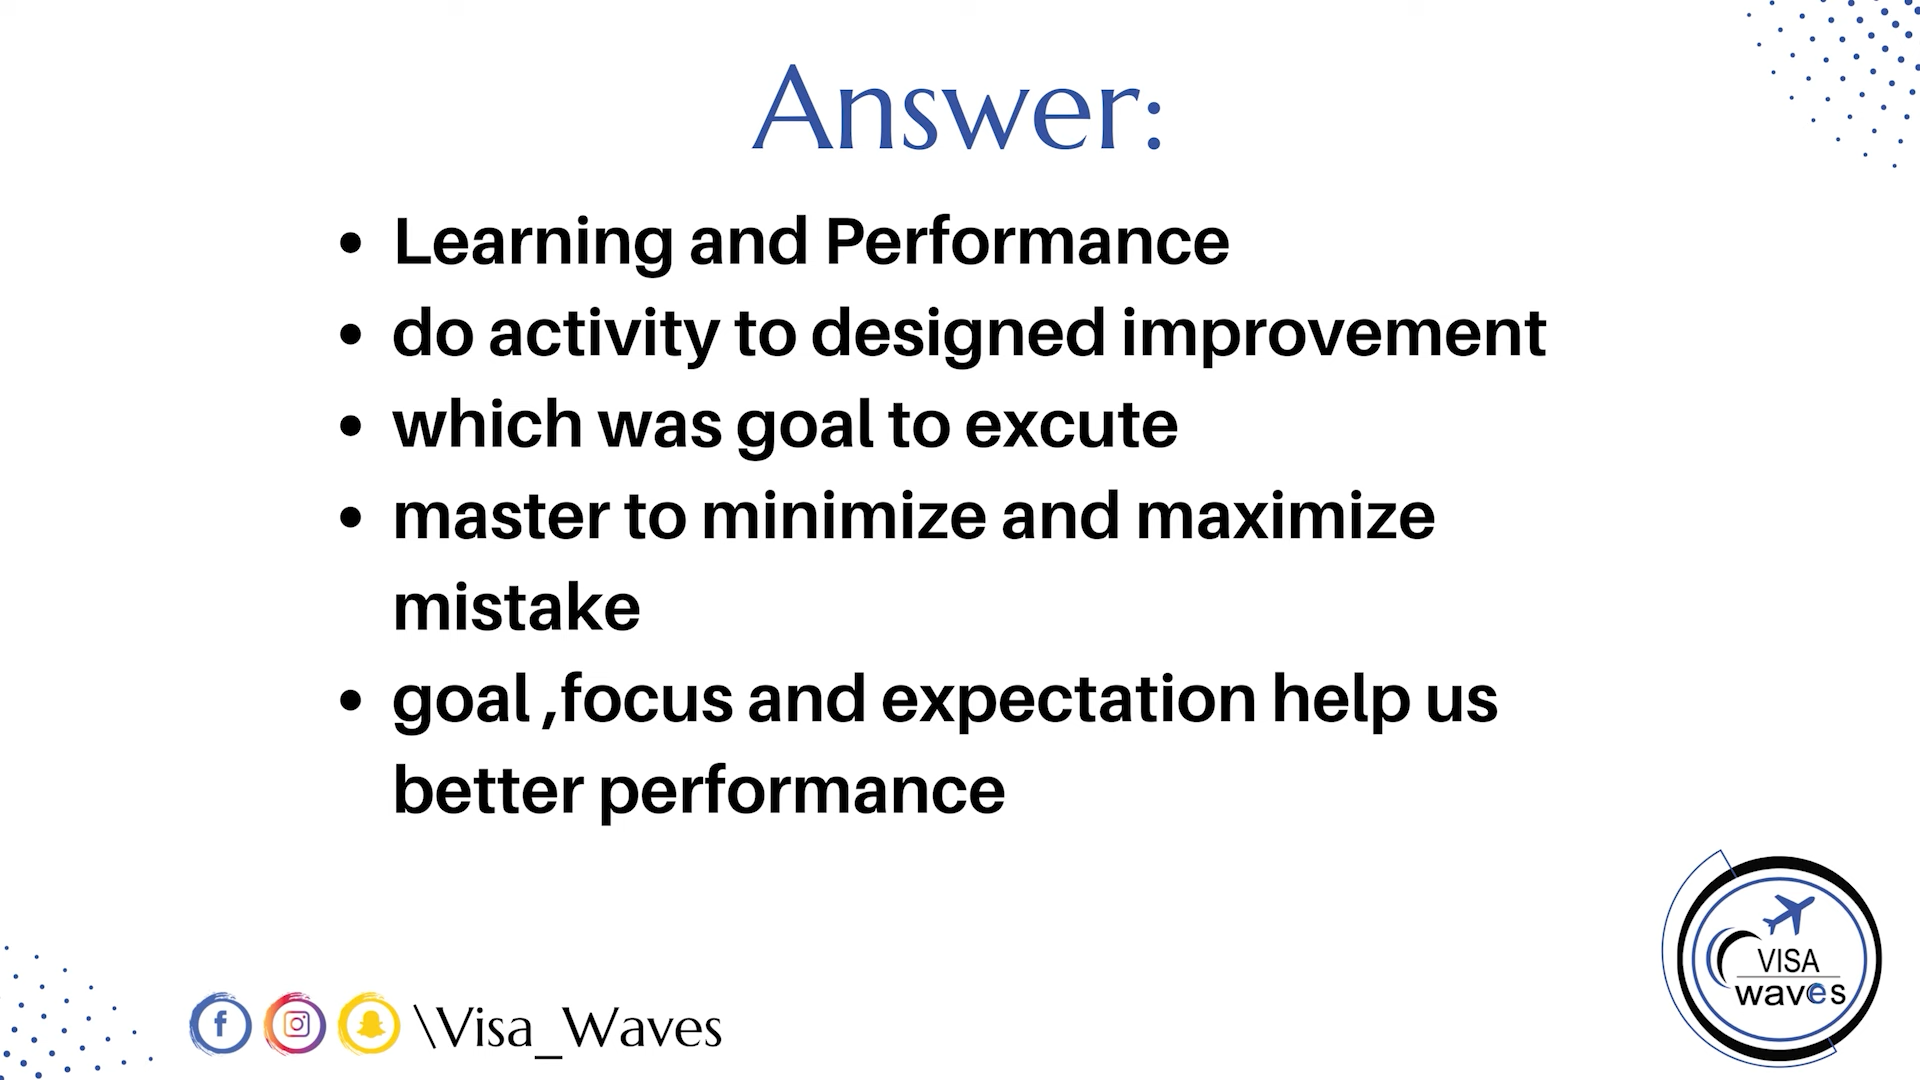 Answer:
• Learning and Performance
• do activity to designed improvement
• which was goal to excute
• master to minimize and maximize
mistake
• goal ,focus and expectation help us
better performance
\Visa_Waves
VISA
waves